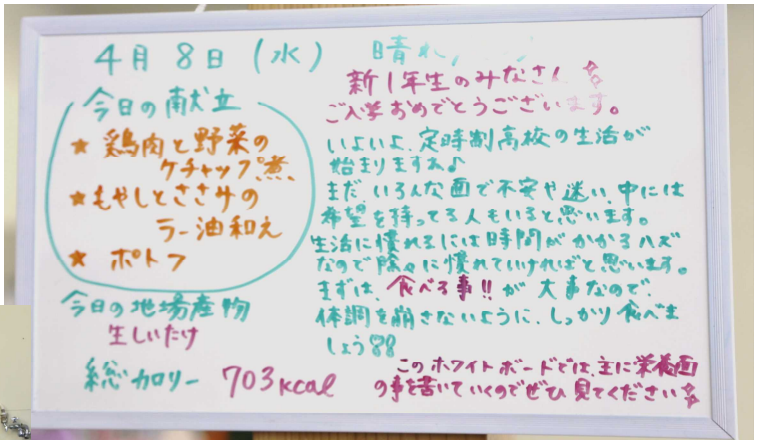 4月8日(水) 晴れ
今日の献立
★ 鶏肉と野菜の
ケチャップ煮
★ もやしとささみの
ラー油和え
★ ポトフ
今日の地場産物
生しいたけ
総カロリー 703kcal
新1年生のみなさん
ご入学おめでとうございます。
いよいよ、定時制高校の生活が
始まりますね♪
まだ、いろんな面で不安や迷い、中には
希望を持ってる人もいると思います。
生活に慣れるには時間がかかるハズ
なので除々に慣れていければと思います。
まずは、食べる事!!が大事なので、
体調を崩さないように、しっかり食べま
しょう
このホワイトボードでは、主に栄養面
の事を書いていくのでぜひ見てください